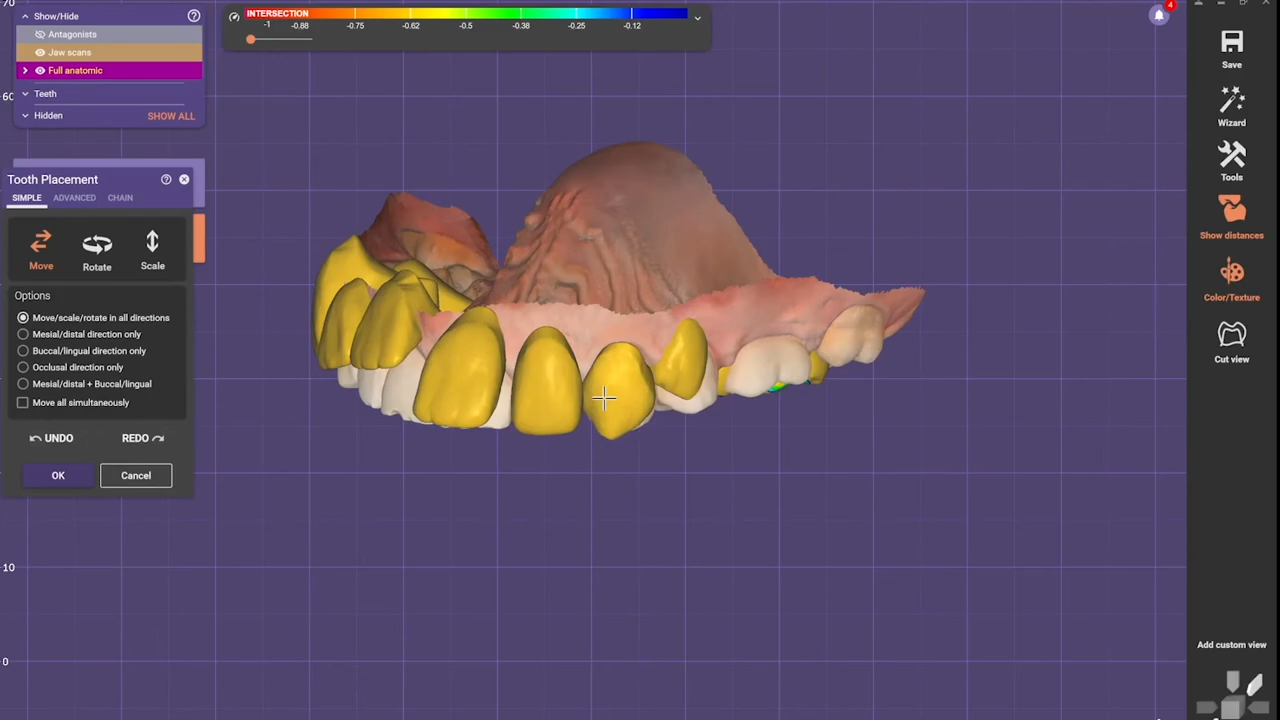 70
Show/Hide
Antagonists
Jaw scans
Full anatomic
Teeth
Hidden SHOW ALL
INTERSECTION
-1 -0.88 -0.75 -0.62 -0.5 -0.38 -0.25 -0.12
4
60
Tooth Placement
SIMPLE ADVANCED CHAIN
Move Rotate Scale
Options
Move/scale/rotate in all directions
Mesial/distal direction only
Buccal/lingual direction only
Occlusal direction only
Mesial/distal + Buccal/lingual
Move all simultaneously
UNDO REDO
OK Cancel
10
0
Save
Wizard
Tools
Show distances
Color/Texture
Cut view
Add custom view